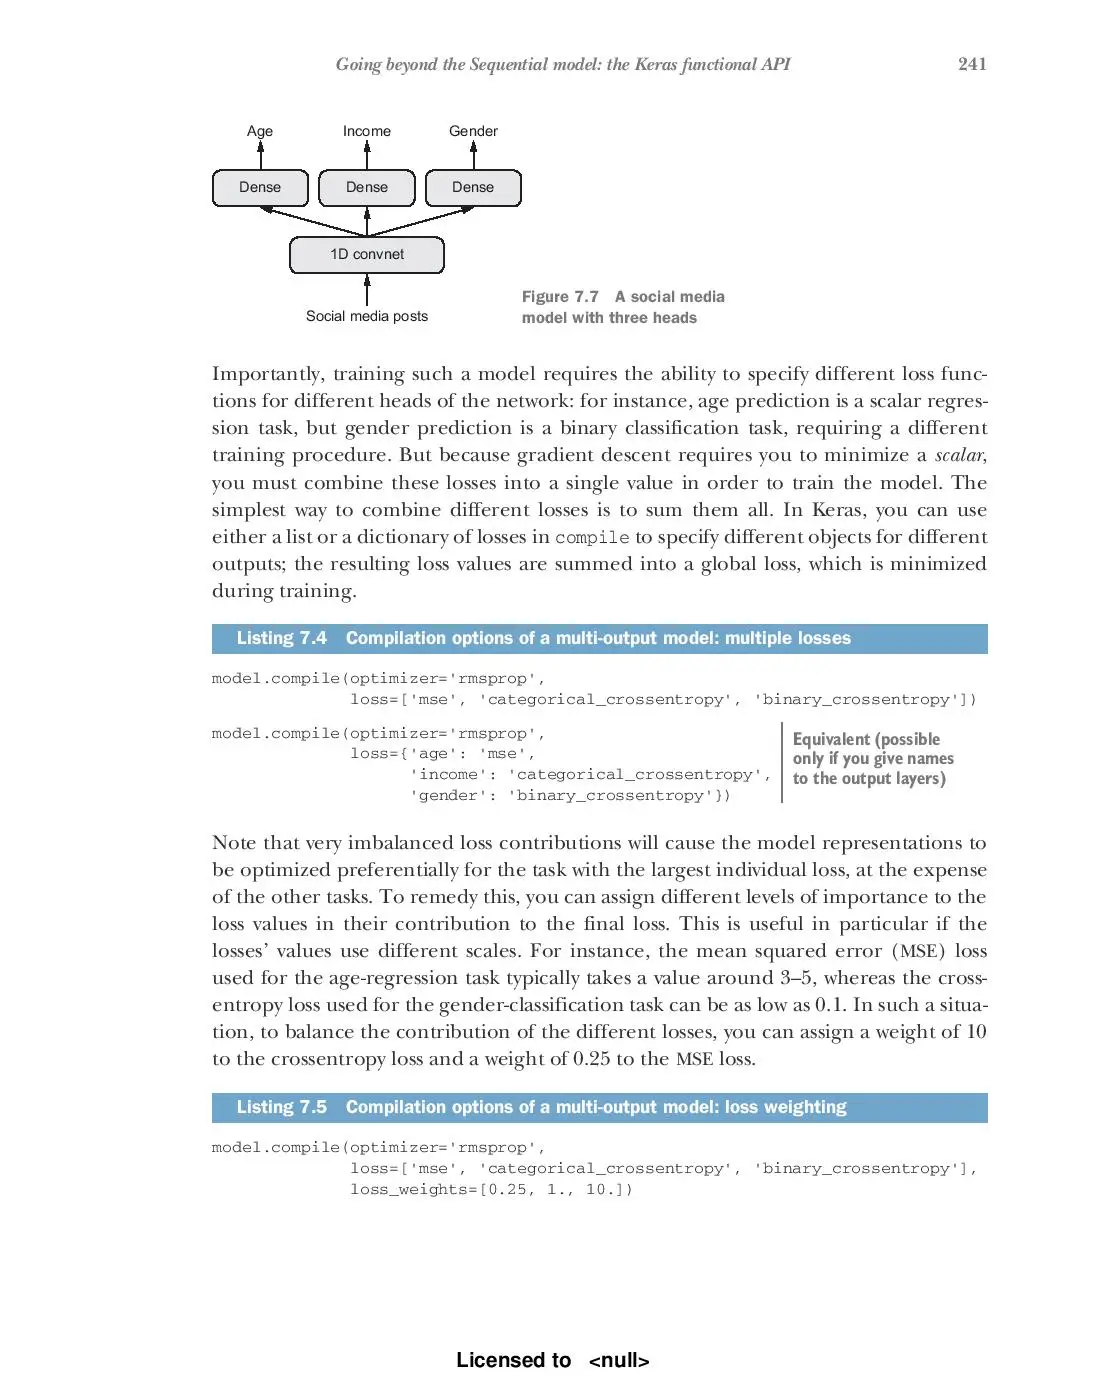 Going beyond the Sequential model: the Keras functional API 241
Age Income Gender
Dense Dense Dense
1D convnet
Social media posts
Figure 7.7 A social media
model with three heads
Importantly, training such a model requires the ability to specify different loss func-
tions for different heads of the network: for instance, age prediction is a scalar regres-
sion task, but gender prediction is a binary classification task, requiring a different
training procedure. But because gradient descent requires you to minimize a scalar,
you must combine these losses into a single value in order to train the model. The
simplest way to combine different losses is to sum them all. In Keras, you can use
either a list or a dictionary of losses in compile to specify different objects for different
outputs; the resulting loss values are summed into a global loss, which is minimized
during training.
Listing 7.4 Compilation options of a multi-output model: multiple losses
model.compile(optimizer='rmsprop',
loss=['mse', 'categorical_crossentropy', 'binary_crossentropy'])
model.compile(optimizer='rmsprop',
loss={'age': 'mse',
'income': 'categorical_crossentropy',
'gender': 'binary_crossentropy'})
Equivalent (possible
only if you give names
to the output layers)
Note that very imbalanced loss contributions will cause the model representations to
be optimized preferentially for the task with the largest individual loss, at the expense
of the other tasks. To remedy this, you can assign different levels of importance to the
loss values in their contribution to the final loss. This is useful in particular if the
losses' values use different scales. For instance, the mean squared error (MSE) loss
used for the age-regression task typically takes a value around 3–5, whereas the cross-
entropy loss used for the gender-classification task can be as low as 0.1. In such a situa-
tion, to balance the contribution of the different losses, you can assign a weight of 10
to the crossentropy loss and a weight of 0.25 to the MSE loss.
Listing 7.5 Compilation options of a multi-output model: loss weighting
model.compile(optimizer='rmsprop',
loss=['mse', 'categorical_crossentropy', 'binary_crossentropy'],
loss_weights=[0.25, 1., 10.])
Licensed to <null>